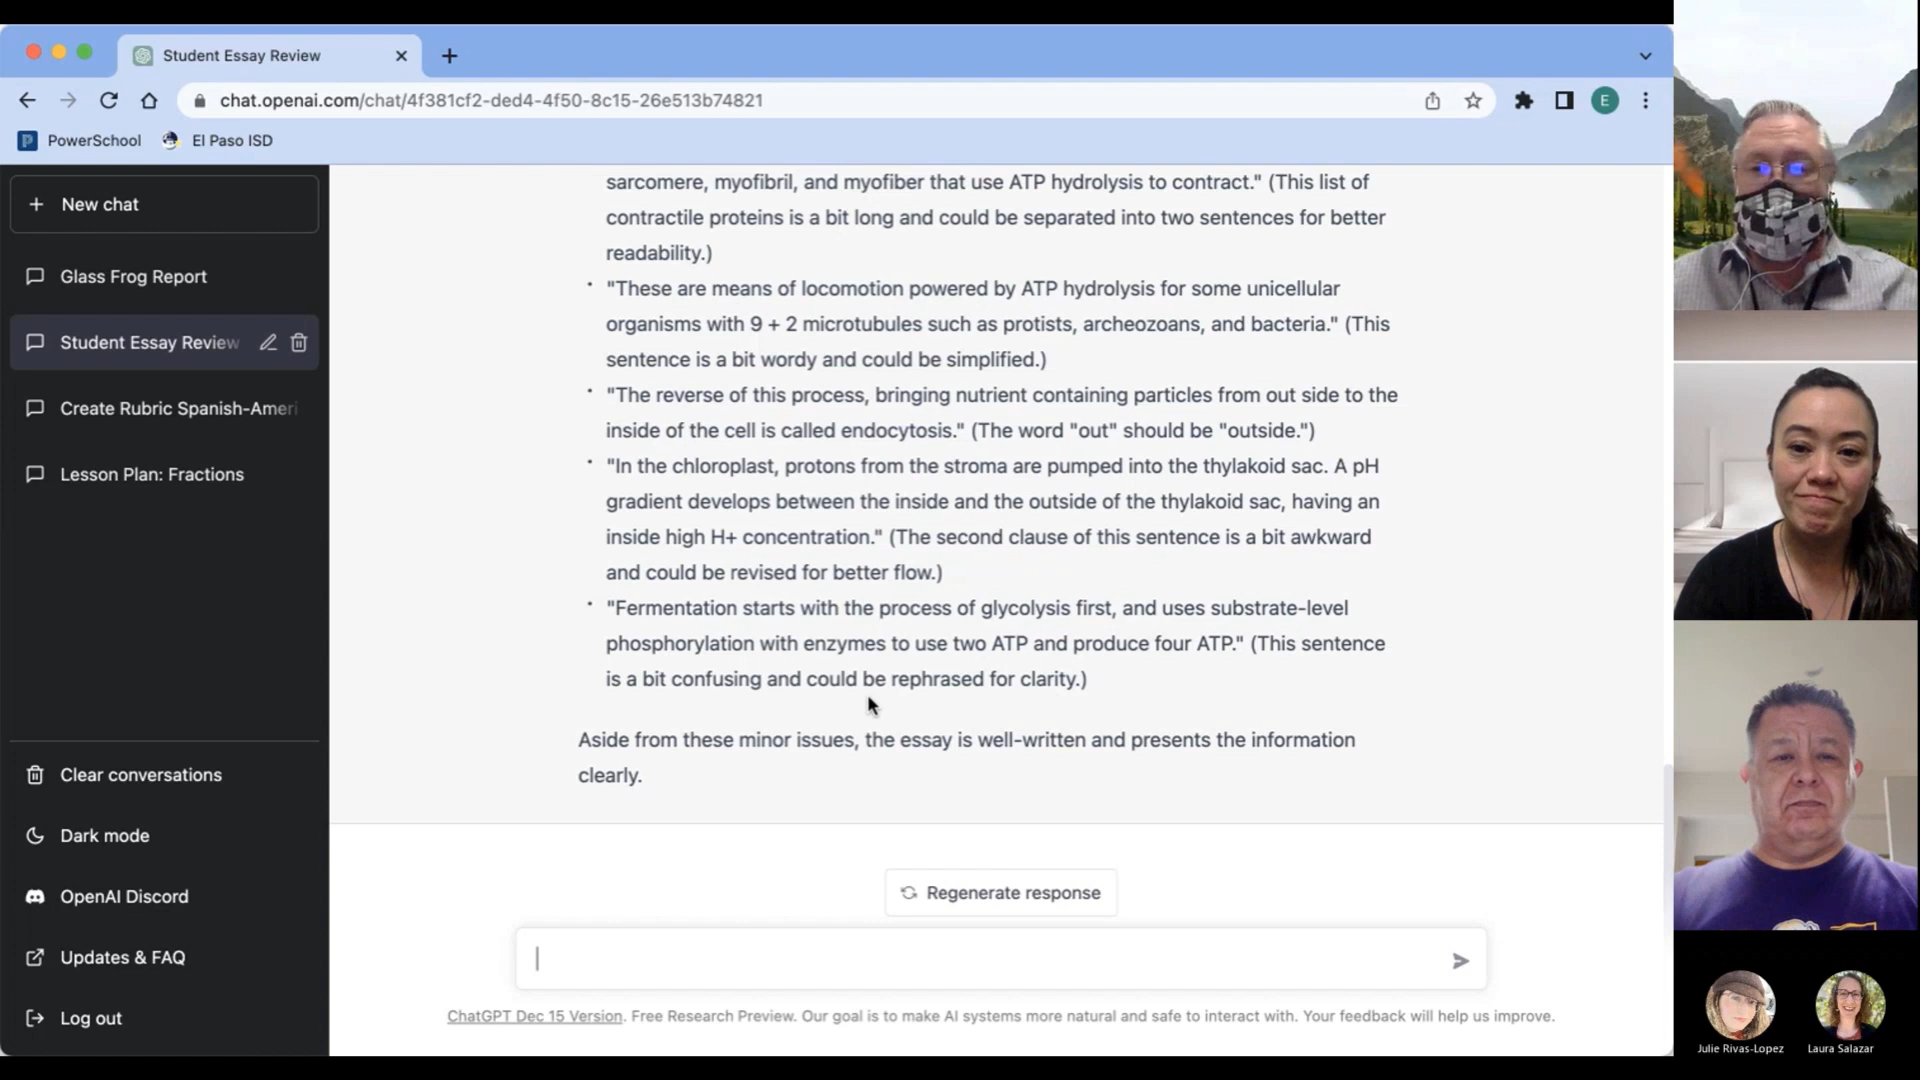 Student Essay Review
chat.openai.com/chat/4f381cf2-ded4-4f50-8c15-26e513b74821
E
PowerSchool
El Paso ISD
New chat
Glass Frog Report
Student Essay Review
Create Rubric Spanish-Ameri
Lesson Plan: Fractions
Clear conversations
Dark mode
OpenAI Discord
Updates & FAQ
Log out
sarcomere, myofibril, and myofiber that use ATP hydrolysis to contract." (This list of
contractile proteins is a bit long and could be separated into two sentences for better
readability.)
"These are means of locomotion powered by ATP hydrolysis for some unicellular
organisms with 9 + 2 microtubules such as protists, archeozoans, and bacteria." (This
sentence is a bit wordy and could be simplified.)
"The reverse of this process, bringing nutrient containing particles from out side to the
inside of the cell is called endocytosis." (The word "out" should be "outside.")
"In the chloroplast, protons from the stroma are pumped into the thylakoid sac. A pH
gradient develops between the inside and the outside of the thylakoid sac, having an
inside high H+ concentration." (The second clause of this sentence is a bit awkward
and could be revised for better flow.)
"Fermentation starts with the process of glycolysis first, and uses substrate-level
phosphorylation with enzymes to use two ATP and produce four ATP." (This sentence
is a bit confusing and could be rephrased for clarity.)
Aside from these minor issues, the essay is well-written and presents the information
clearly.
Regenerate response
ChatGPT Dec 15 Version. Free Research Preview. Our goal is to make AI systems more natural and safe to interact with. Your feedback will help us improve.
Julie Rivas-Lopez
Laura Salazar